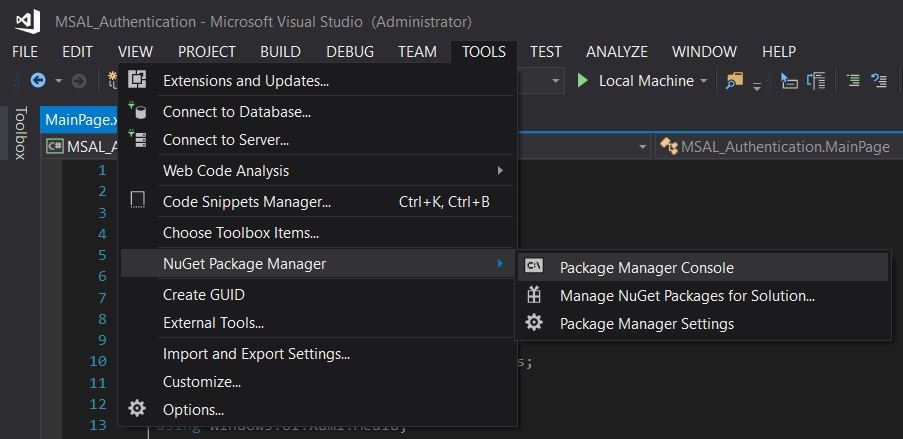 MSAL_Authentication - Microsoft Visual Studio (Administrator)
FILE EDIT VIEW PROJECT BUILD DEBUG TEAM TOOLS TEST ANALYZE WINDOW HELP
Local Machine
Toolbox
MainPage.x
C# MSAL_A
MSAL_Authentication.MainPage
Extensions and Updates...
Connect to Database...
Connect to Server...
Web Code Analysis
Code Snippets Manager... Ctrl+K, Ctrl+B
Choose Toolbox Items...
NuGet Package Manager
Create GUID
External Tools...
Import and Export Settings...
Customize...
Options...
C:\ Package Manager Console
Manage NuGet Packages for Solution...
Package Manager Settings
1
2
3
4
5
6
7
8
9
10 s;
11
12
13 using Windows.UI.Xaml.Media;